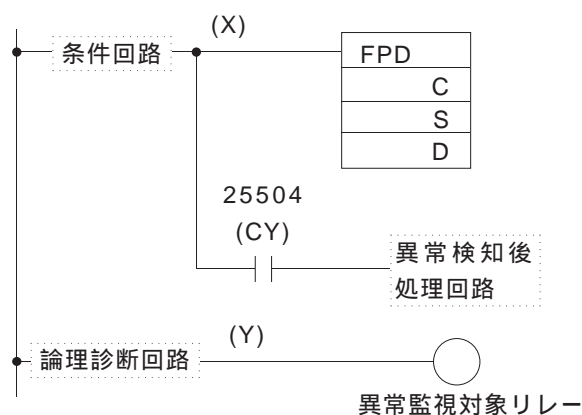 (X)
条件回路
FPD
C
S
D
25504
(CY)
異常検知後
処理回路
(Y)
論理診断回路
異常監視対象リレー